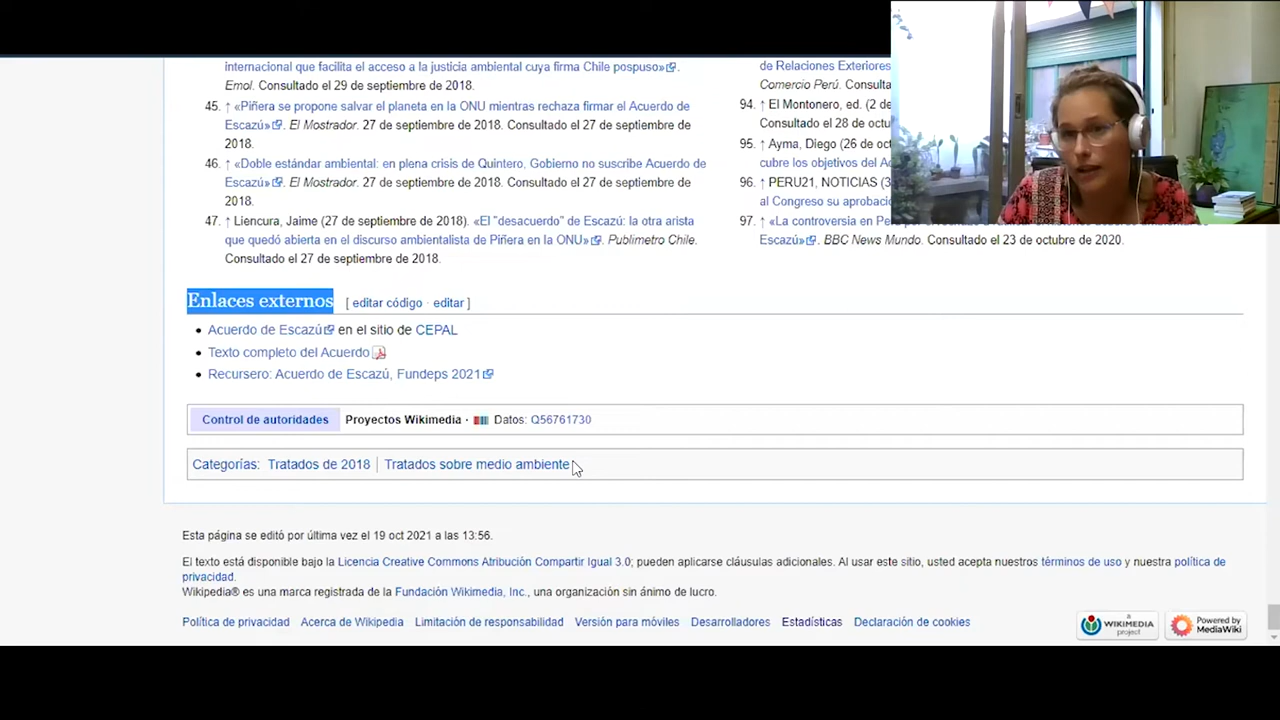 internacional que facilita el acceso a la justicia ambiental cuya firma Chile pospuso».
Emol. Consultado el 29 de septiembre de 2018.
45. ↑ «Piñera se propone salvar el planeta en la ONU mientras rechaza firmar el Acuerdo de
Escazú». El Mostrador. 27 de septiembre de 2018. Consultado el 27 de septiembre de
2018.
46. ↑ «Doble estándar ambiental: en plena crisis de Quintero, Gobierno no suscribe Acuerdo de
Escazú». El Mostrador. 27 de septiembre de 2018. Consultado el 27 de septiembre de
2018.
47. ↑ Liencura, Jaime (27 de septiembre de 2018). «El "desacuerdo" de Escazú: la otra arista
que quedó abierta en el discurso ambientalista de Piñera en la ONU». Publimetro Chile.
Consultado el 27 de septiembre de 2018.
de Relaciones Exteriores
Comercio Perú. Consulta
94. ↑ El Montonero, ed. (2 de
Consultado el 28 de octu
95. ↑ Ayma, Diego (26 de oct
cubre los objetivos del Ac
96. ↑ PERU21, NOTICIAS (3
al Congreso su aprobació
97. ↑ «La controversia en Per
Escazú». BBC News Mundo. Consultado el 23 de octubre de 2020.
Enlaces externos [ editar código · editar ]
Acuerdo de Escazú en el sitio de CEPAL
Texto completo del Acuerdo
Recursero: Acuerdo de Escazú, Fundeps 2021
Control de autoridades Proyectos Wikimedia · Datos: Q56761730
Categorías: Tratados de 2018 | Tratados sobre medio ambiente
Esta página se editó por última vez el 19 oct 2021 a las 13:56.
El texto está disponible bajo la Licencia Creative Commons Atribución Compartir Igual 3.0; pueden aplicarse cláusulas adicionales. Al usar este sitio, usted acepta nuestros términos de uso y nuestra política de
privacidad.
Wikipedia® es una marca registrada de la Fundación Wikimedia, Inc., una organización sin ánimo de lucro.
Política de privacidad Acerca de Wikipedia Limitación de responsabilidad Versión para móviles Desarrolladores Estadísticas Declaración de cookies
a WIKIMEDIA project
Powered by MediaWiki